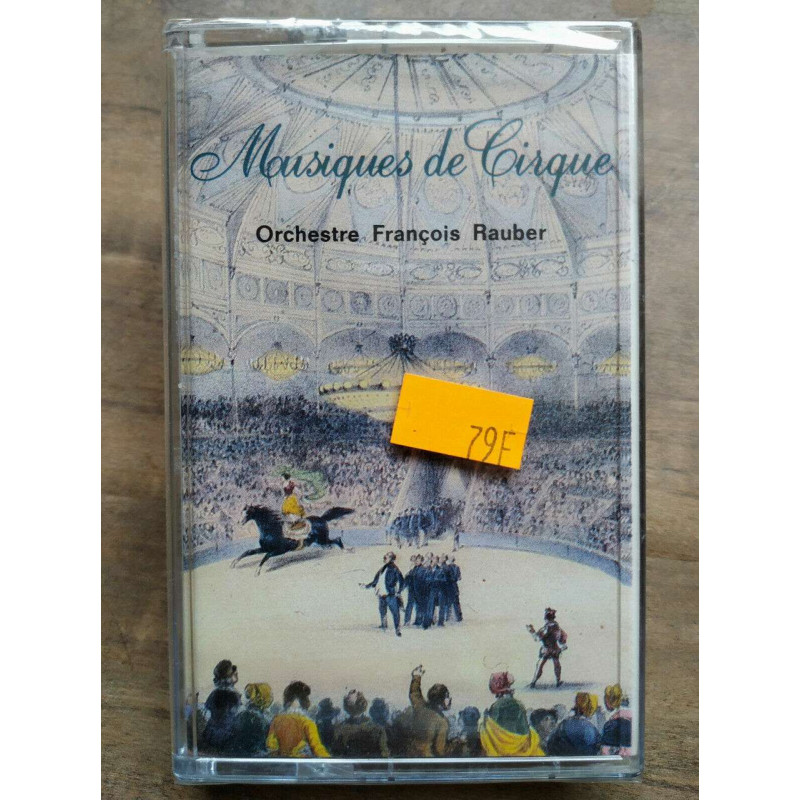 Musiques de Cirque
Orchestre François Rauber
79F